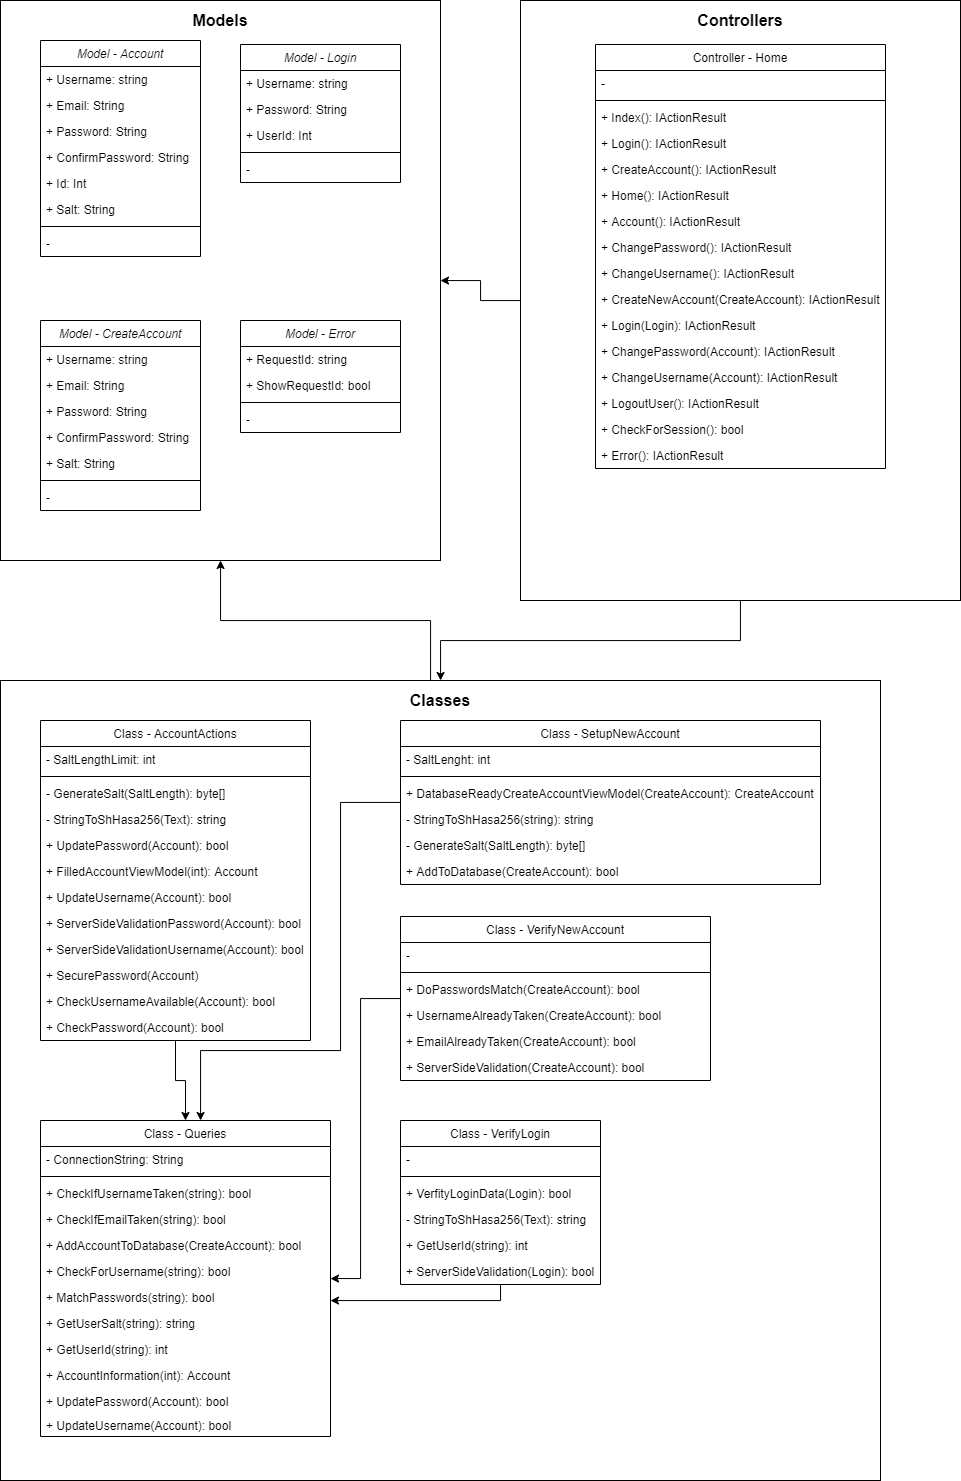 Models
Model - Account
+ Username: string
+ Email: String
+ Password: String
+ ConfirmPassword: String
+ Id: Int
+ Salt: String
-
Model - Login
+ Username: string
+ Password: String
+ UserId: Int
-
Model - CreateAccount
+ Username: string
+ Email: String
+ Password: String
+ ConfirmPassword: String
+ Salt: String
-
Model - Error
+ RequestId: string
+ ShowRequestId: bool
-
Controllers
Controller - Home
-
+ Index(): IActionResult
+ Login(): IActionResult
+ CreateAccount(): IActionResult
+ Home(): IActionResult
+ Account(): IActionResult
+ ChangePassword(): IActionResult
+ ChangeUsername(): IActionResult
+ CreateNewAccount(CreateAccount): IActionResult
+ Login(Login): IActionResult
+ ChangePassword(Account): IActionResult
+ ChangeUsername(Account): IActionResult
+ LogoutUser(): IActionResult
+ CheckForSession(): bool
+ Error(): IActionResult
Classes
Class - AccountActions
- SaltLengthLimit: int
- GenerateSalt(SaltLength): byte[]
- StringToShHasa256(Text): string
+ UpdatePassword(Account): bool
+ FilledAccountViewModel(int): Account
+ UpdateUsername(Account): bool
+ ServerSideValidationPassword(Account): bool
+ ServerSideValidationUsername(Account): bool
+ SecurePassword(Account)
+ CheckUsernameAvailable(Account): bool
+ CheckPassword(Account): bool
Class - SetupNewAccount
- SaltLenght: int
+ DatabaseReadyCreateAccountViewModel(CreateAccount): CreateAccount
- StringToShHasa256(string): string
- GenerateSalt(SaltLength): byte[]
+ AddToDatabase(CreateAccount): bool
Class - VerifyNewAccount
-
+ DoPasswordsMatch(CreateAccount): bool
+ UsernameAlreadyTaken(CreateAccount): bool
+ EmailAlreadyTaken(CreateAccount): bool
+ ServerSideValidation(CreateAccount): bool
Class - Queries
- ConnectionString: String
+ CheckIfUsernameTaken(string): bool
+ CheckIfEmailTaken(string): bool
+ AddAccountToDatabase(CreateAccount): bool
+ CheckForUsername(string): bool
+ MatchPasswords(string): bool
+ GetUserSalt(string): string
+ GetUserId(string): int
+ AccountInformation(int): Account
+ UpdatePassword(Account): bool
+ UpdateUsername(Account): bool
Class - VerifyLogin
-
+ VerfityLoginData(Login): bool
- StringToShHasa256(Text): string
+ GetUserId(string): int
+ ServerSideValidation(Login): bool